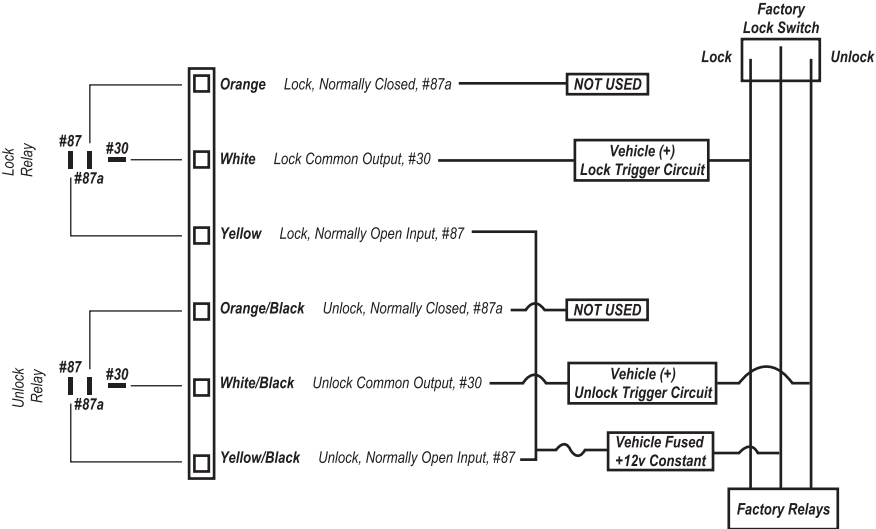 Factory
Lock Switch
Lock
Unlock
Orange Lock, Normally Closed, #87a
NOT USED
Lock
Relay
#87
#30
#87a
White Lock Common Output, #30
Vehicle (+)
Lock Trigger Circuit
Yellow Lock, Normally Open Input, #87
Orange/Black Unlock, Normally Closed, #87a
NOT USED
Unlock
Relay
#87
#30
#87a
White/Black Unlock Common Output, #30
Vehicle (+)
Unlock Trigger Circuit
Yellow/Black Unlock, Normally Open Input, #87
Vehicle Fused
+12v Constant
Factory Relays